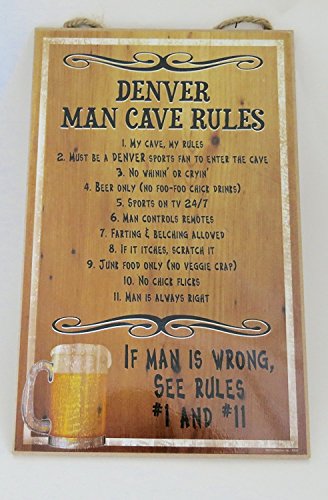 DENVER
MAN CAVE RULES
1. MY CAVE, MY RULES
2. MUST BE A DENVER SPORTS FAN TO ENTER THE CAVE
3. NO WHININ' OR CRYIN'
4. BEER ONLY (NO FOO-FOO CHICK DRINKS)
5. SPORTS ON TV 24/7
6. MAN CONTROLS REMOTES
7. FARTING & BELCHING ALLOWED
8. IF IT ITCHES, SCRATCH IT
9. JUNK FOOD ONLY (NO VEGGIE CRAP)
10. NO CHICK FLICKS
11. MAN IS ALWAYS RIGHT
IF MAN IS WRONG,
SEE RULES
#1 AND #11